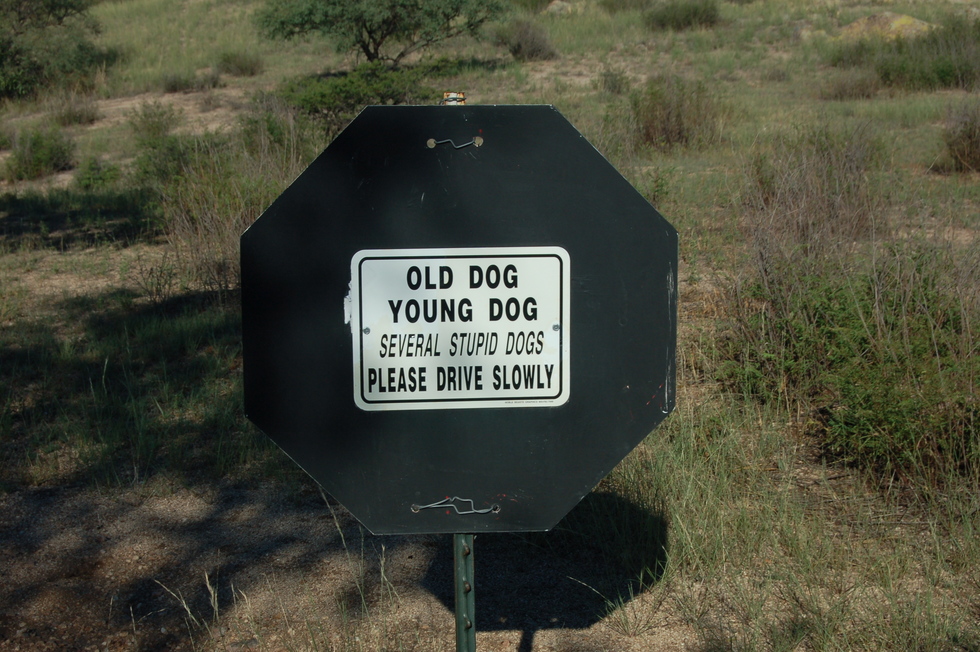 OLD DOG
YOUNG DOG
SEVERAL STUPID DOGS
PLEASE DRIVE SLOWLY